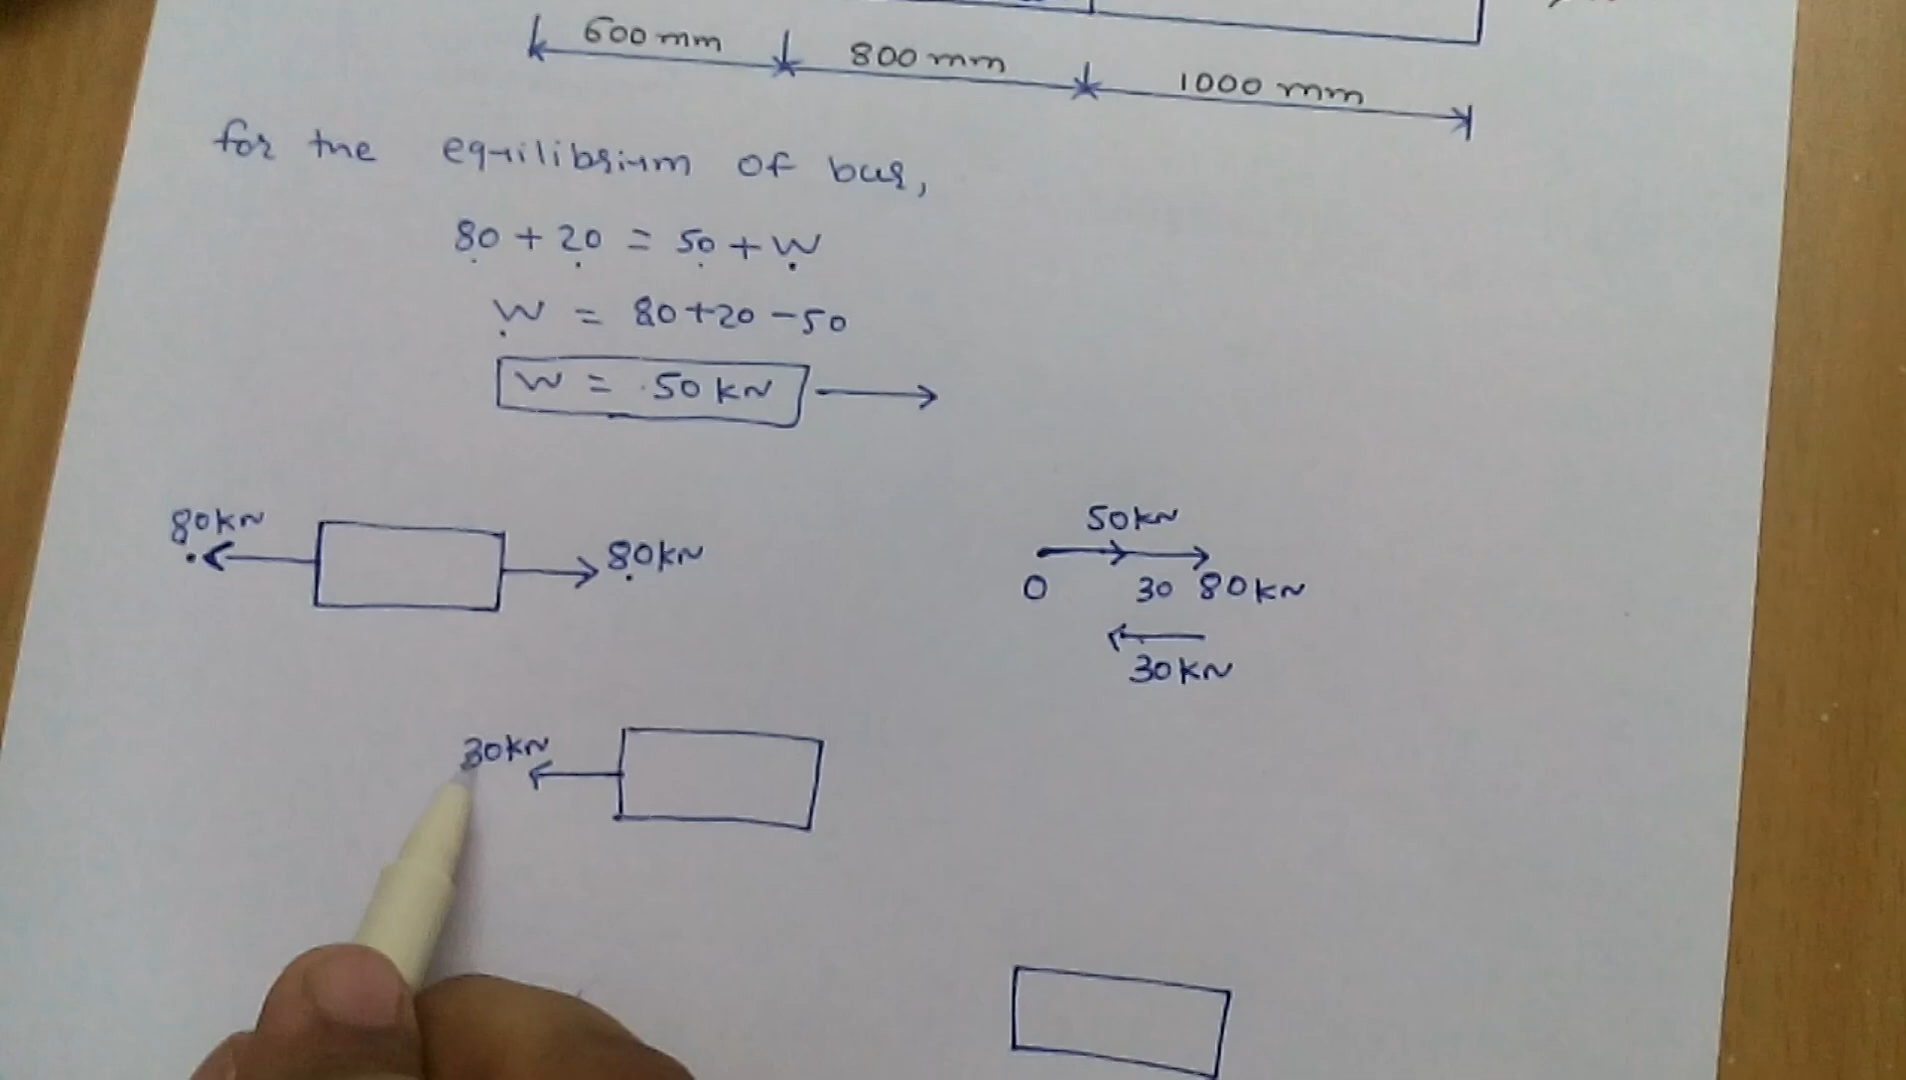 600 mm
800 mm
1000 mm
for the equilibrium of bar,
80 + 20 = 50 + W
W = 80+20-50
W = 50 kN
80kN
80kN
50kN
0 30 80kN
30kN
30kN